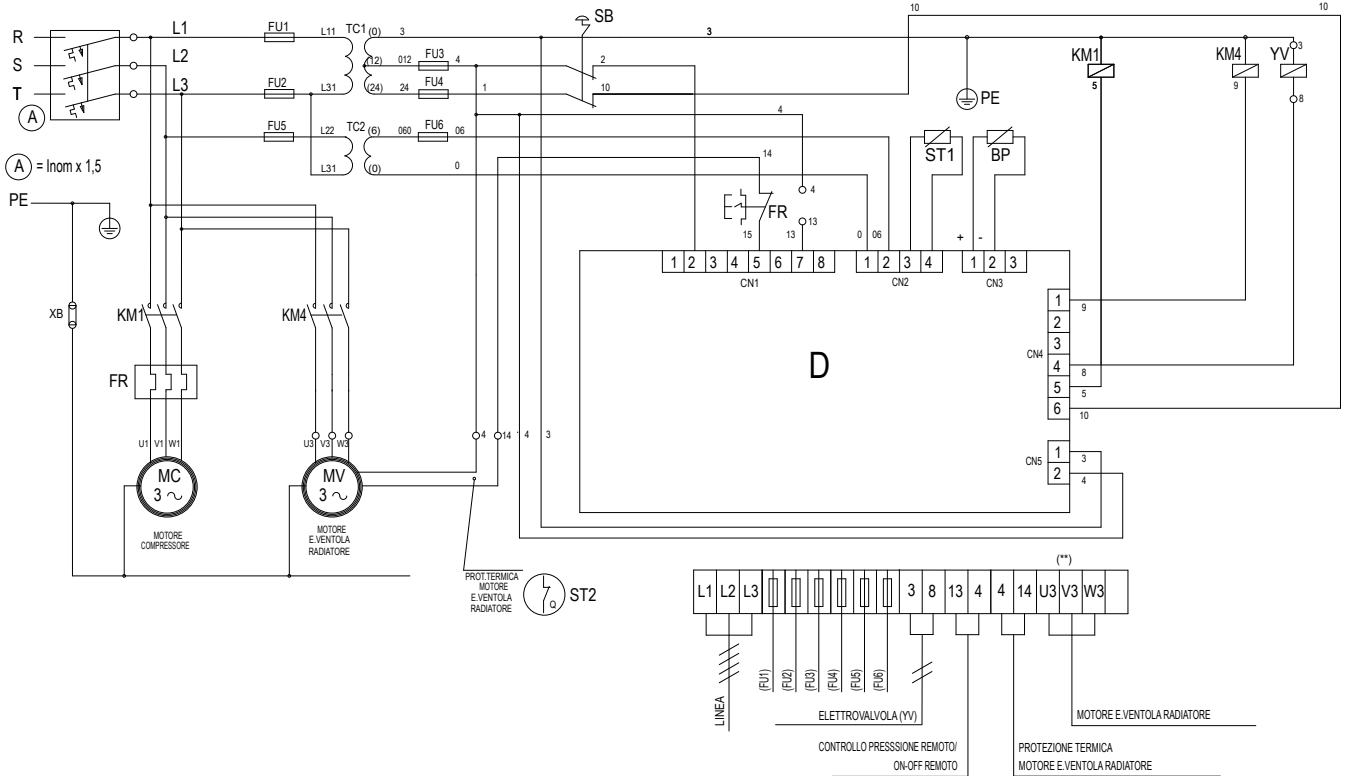 10 10
SB
R L1 FU1 L11 TC1 (0) 3 3
S L2 (12) 012 FU3 4 2 KM1 KM4 YV 3
T L3 FU2 L31 (24) 24 FU4 1 10 5 9 8
A PE
4
FU5 L22 TC2 (6) 060 FU6 06
A = Inom x 1,5 L31 (0) 0 14 ST1 BP
PE 4
FR 13
15 13 0 06 + -
1 2 3 4 5 6 7 8 1 2 3 4 1 2 3
CN1 CN2 CN3
XB KM1 KM4
1 9
2
3
CN4
D
4 8
5 5
6 10
FR
U1 V1 W1 U3 V3 W3 4 14 4 3
CN5
1 3
2 4
MC MV
3 3
MOTORE
COMPRESSORE
MOTORE
E.VENTOLA
RADIATORE
PROT.TERMICA
MOTORE
E.VENTOLA
RADIATORE
Q ST2
(**)
L1 L2 L3 3 8 13 4 4 14 U3 V3 W3
LINEA (FU1) (FU2) (FU3) (FU4) (FU5) (FU6)
ELETTROVALVOLA (YV) MOTORE E.VENTOLA RADIATORE
CONTROLLO PRESSSIONE REMOTO/
ON-OFF REMOTO
PROTEZIONE TERMICA
MOTORE E.VENTOLA RADIATORE